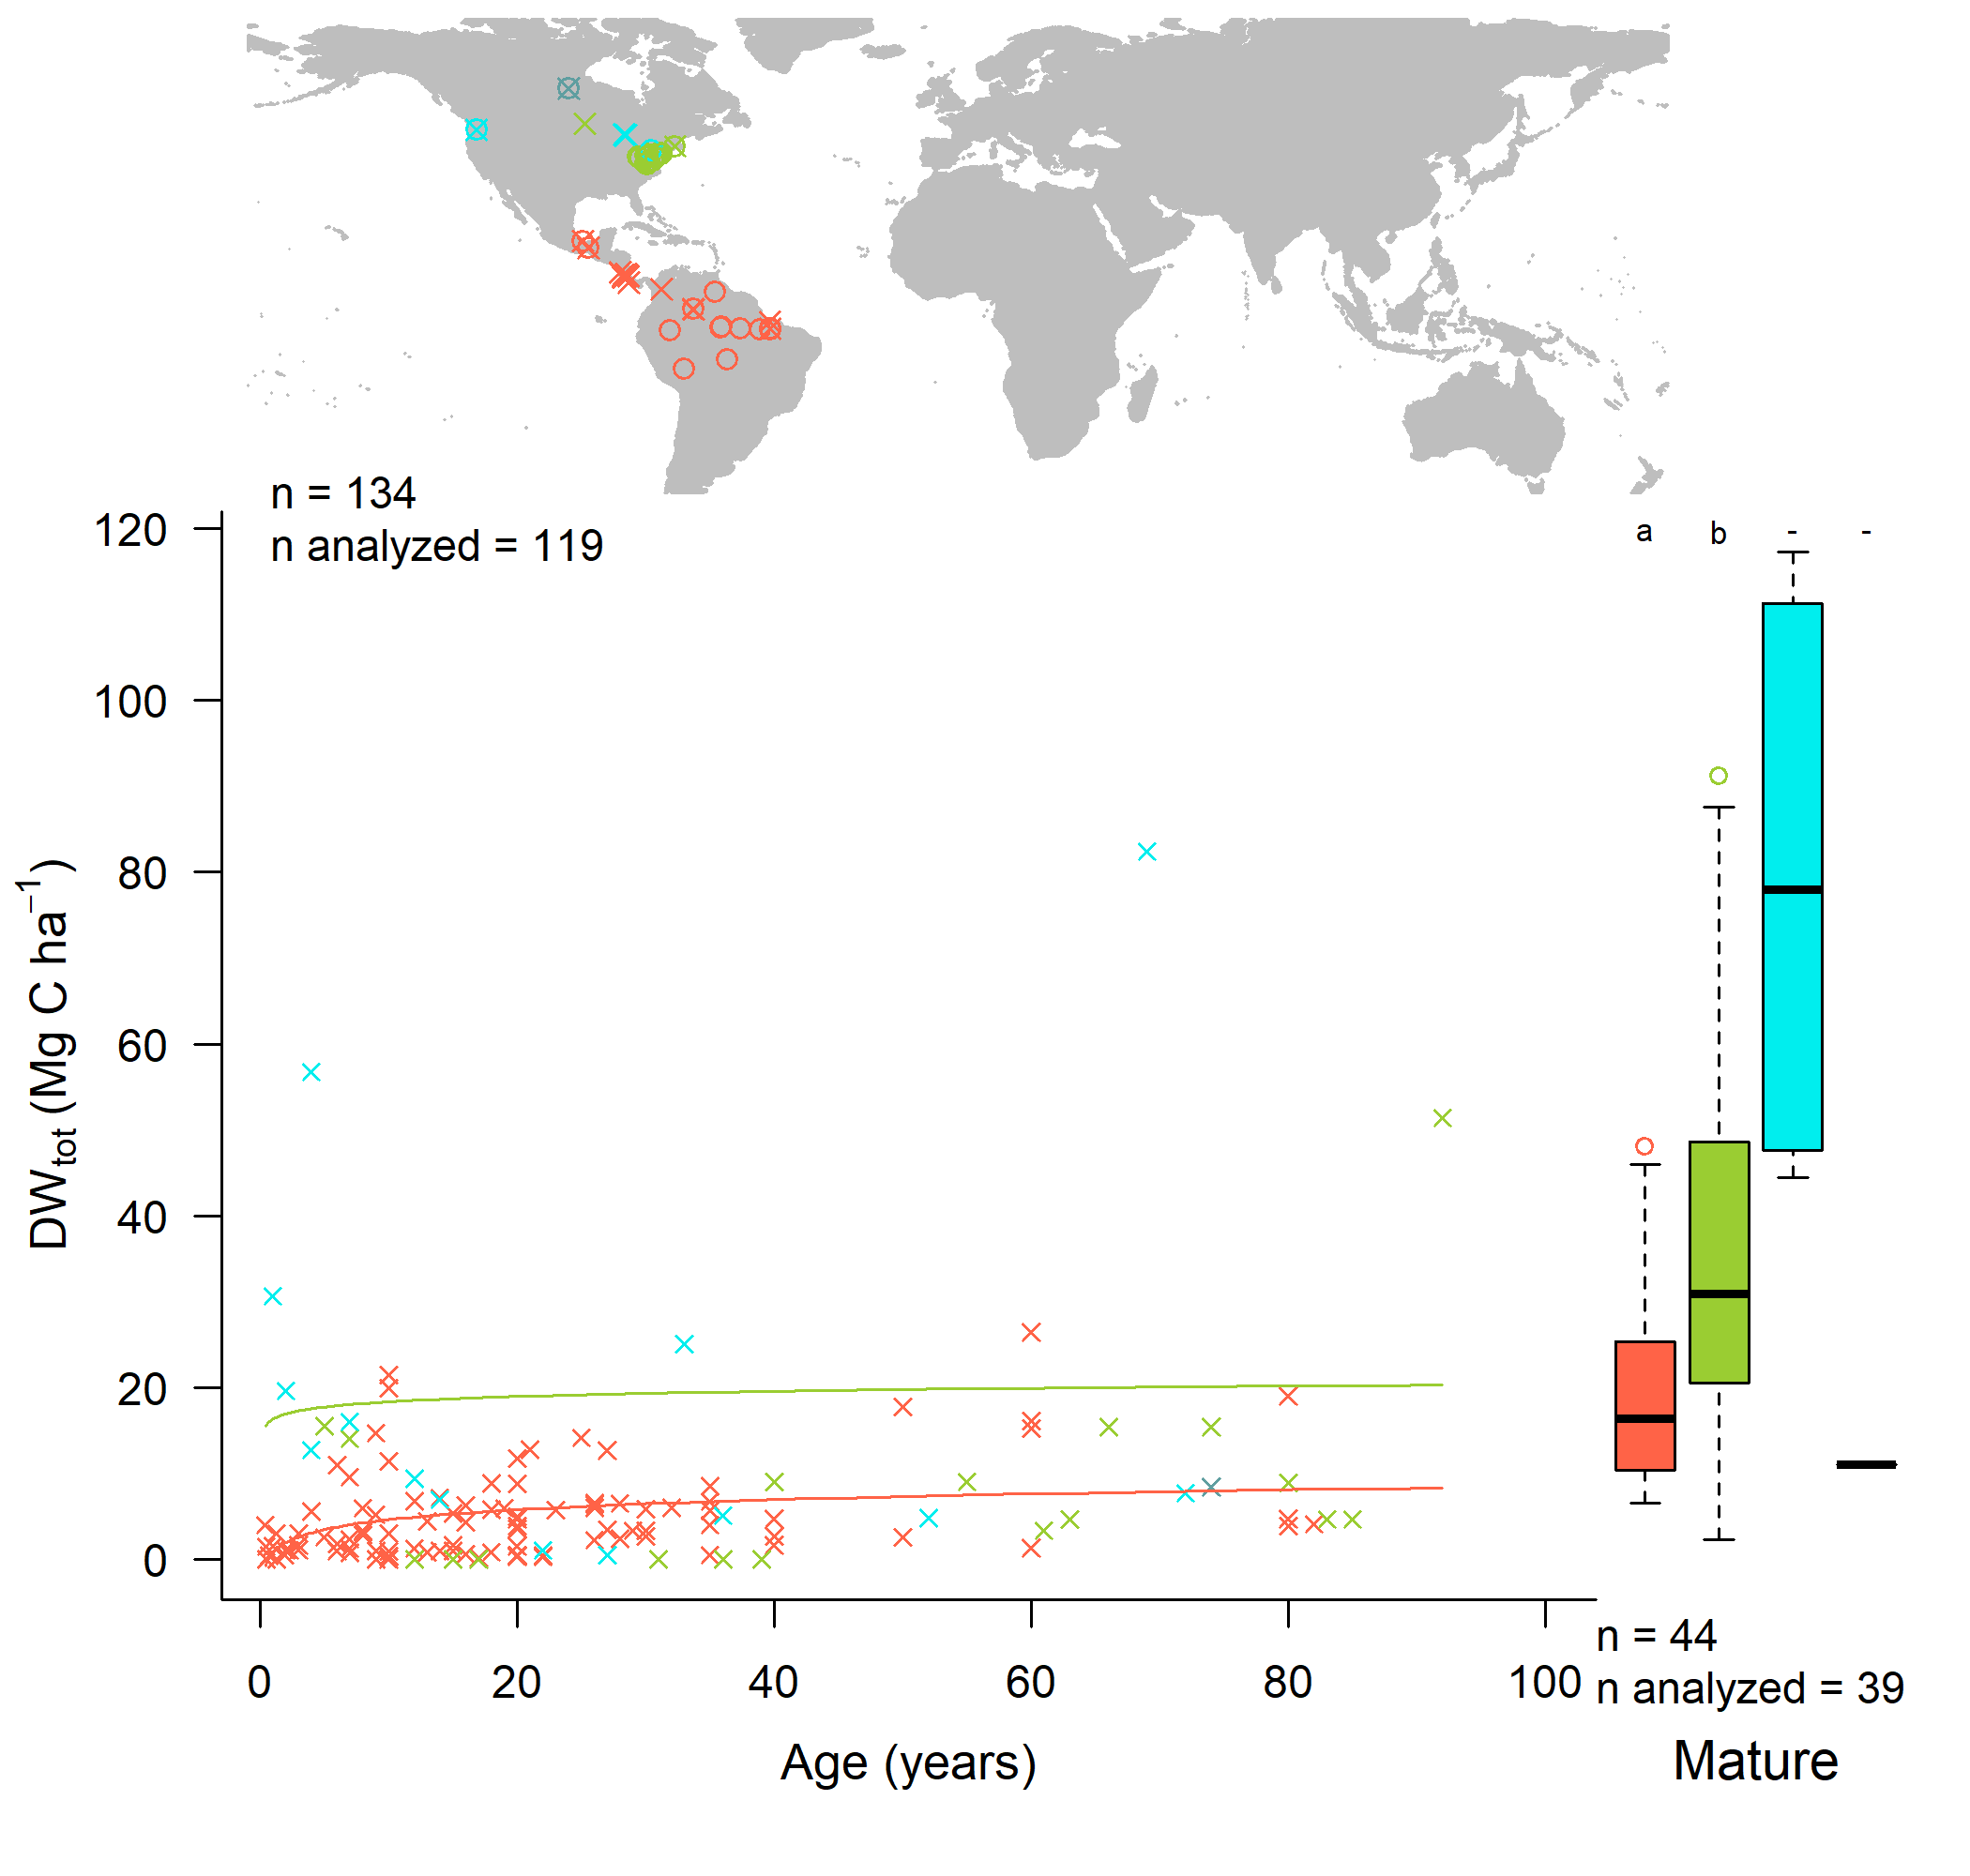 n = 134
n analyzed = 119
a b - -
120
100
80
60
40
20
0
DWtot (Mg C ha−1)
0 20 40 60 80 100
n = 44
n analyzed = 39
Age (years)
Mature